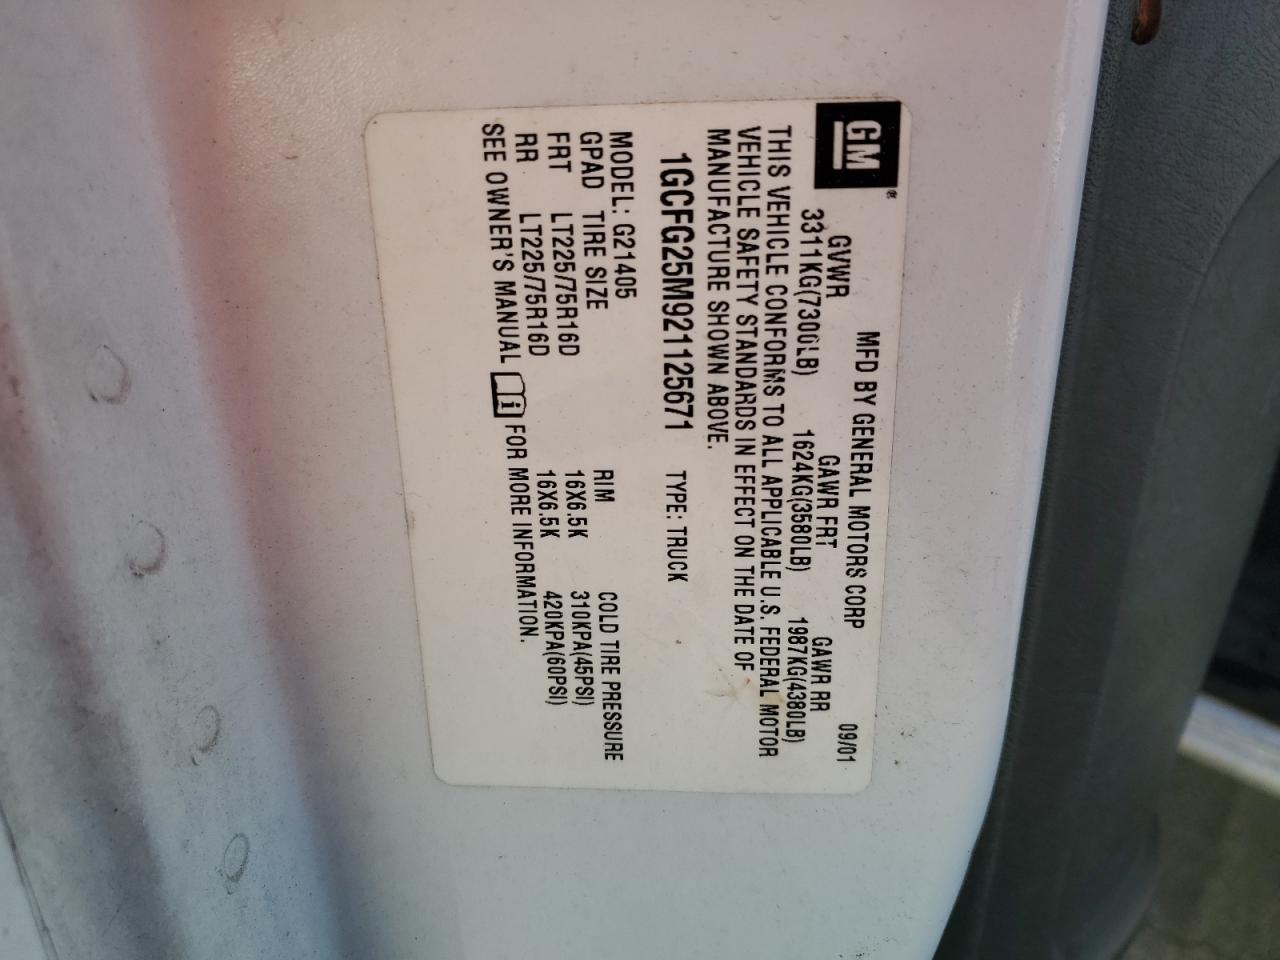 GM®
MFD BY GENERAL MOTORS CORP 09/01
GVWR GAWR FRT GAWR RR
3311KG(7300LB) 1624KG(3580LB) 1987KG(4380LB)
THIS VEHICLE CONFORMS TO ALL APPLICABLE U.S. FEDERAL MOTOR
VEHICLE SAFETY STANDARDS IN EFFECT ON THE DATE OF
MANUFACTURE SHOWN ABOVE.
1GCFG25M921125671 TYPE: TRUCK
MODEL: G21405
GPAD TIRE SIZE RIM COLD TIRE PRESSURE
FRT LT225/75R16D 16X6.5K 310KPA(45PSI)
RR LT225/75R16D 16X6.5K 420KPA(60PSI)
SEE OWNER'S MANUAL i FOR MORE INFORMATION.